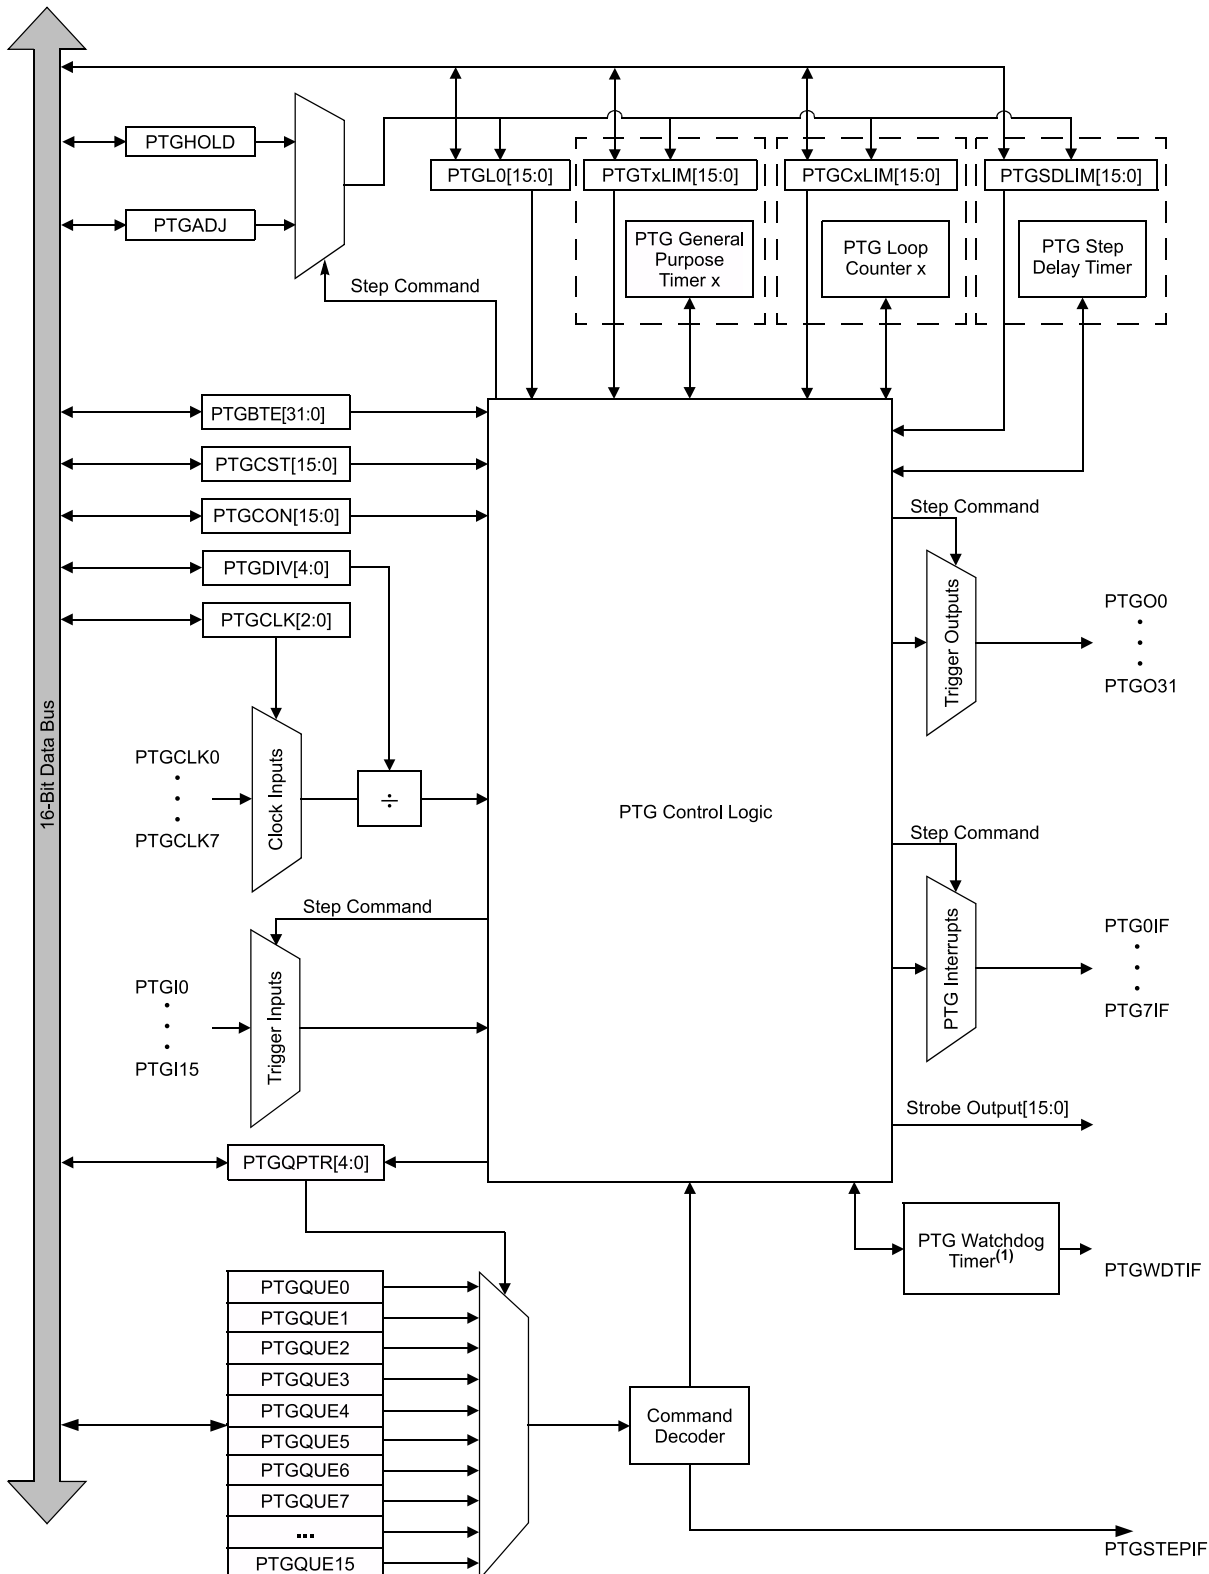 16-Bit Data Bus
PTGHOLD
PTGADJ
PTGL0[15:0]
PTGTxLIM[15:0]
PTGCxLIM[15:0]
PTGSDLIM[15:0]
PTG General
Purpose
Timer x
PTG Loop
Counter x
PTG Step
Delay Timer
Step Command
PTGBTE[31:0]
PTGCST[15:0]
PTGCON[15:0]
PTGDIV[4:0]
PTGCLK[2:0]
Step Command
Trigger Outputs
PTGO0
PTGO31
PTGCLK0
PTGCLK7
Clock Inputs
÷
PTG Control Logic
Step Command
PTG Interrupts
PTG0IF
PTG7IF
Step Command
PTGI0
PTGI15
Trigger Inputs
Strobe Output[15:0]
PTGQPTR[4:0]
PTG Watchdog
Timer(1)
PTGWDTIF
PTGQUE0
PTGQUE1
PTGQUE2
PTGQUE3
PTGQUE4
PTGQUE5
PTGQUE6
PTGQUE7
...
PTGQUE15
Command
Decoder
PTGSTEPIF